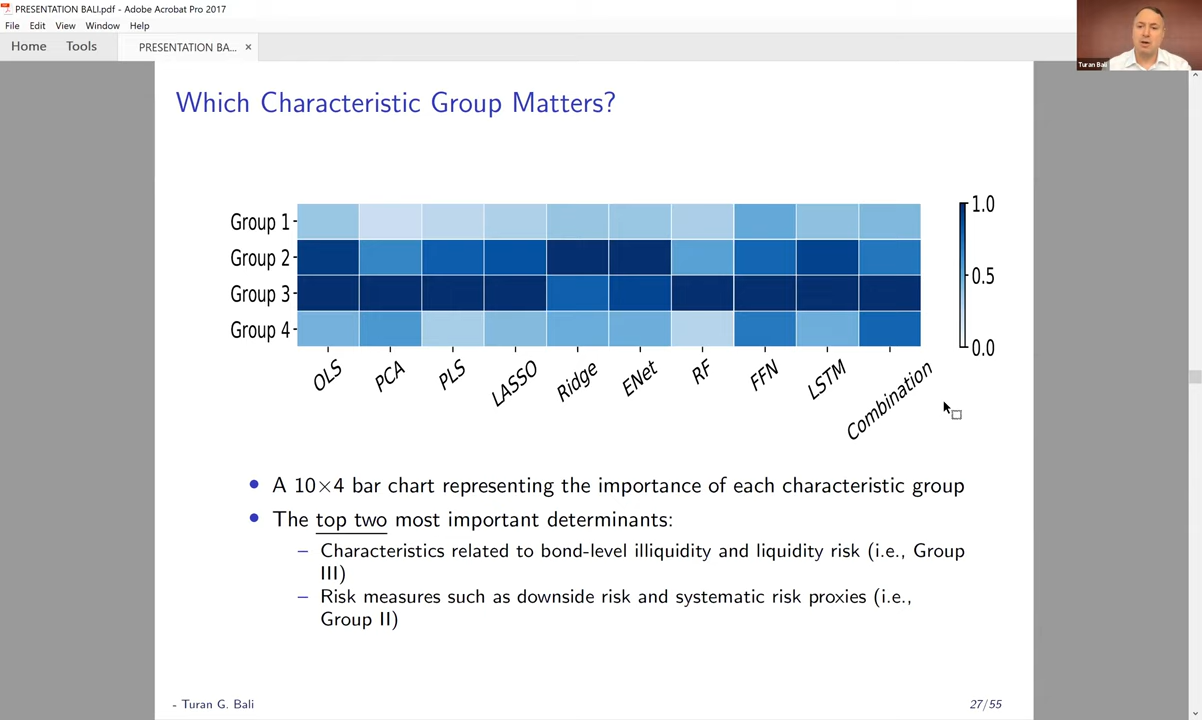 PRESENTATION BALI.pdf - Adobe Acrobat Pro 2017
File Edit View Window Help
Home Tools PRESENTATION BA... ×
Turan Bali
Which Characteristic Group Matters?
Group 1
Group 2
Group 3
Group 4
1.0
0.5
0.0
OLS PCA PLS LASSO Ridge ENet RF FFN LSTM Combination
• A 10×4 bar chart representing the importance of each characteristic group
• The top two most important determinants:
– Characteristics related to bond-level illiquidity and liquidity risk (i.e., Group
III)
– Risk measures such as downside risk and systematic risk proxies (i.e.,
Group II)
- Turan G. Bali 27/55